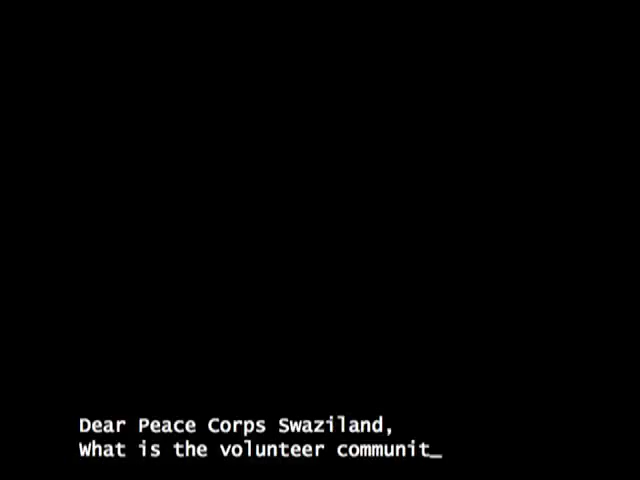 Dear Peace Corps Swaziland,
What is the volunteer communit_